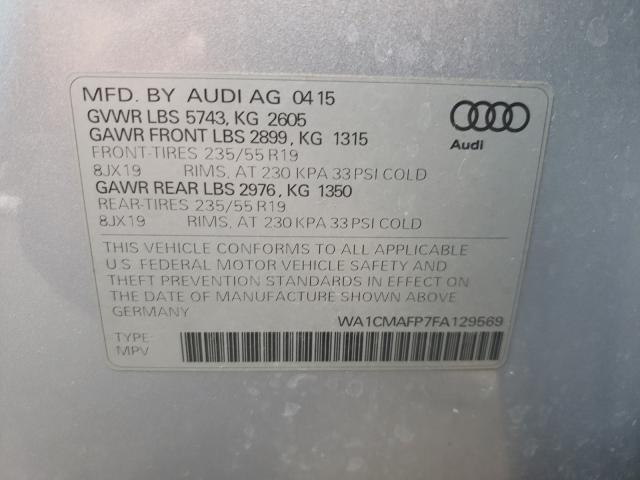 MFD. BY AUDI AG 04 15
GVWR LBS 5743, KG 2605
GAWR FRONT LBS 2899, KG 1315
FRONT-TIRES 235/55 R19
8JX19 RIMS, AT 230 KPA 33 PSI COLD
GAWR REAR LBS 2976, KG 1350
REAR-TIRES 235/55 R19
8JX19 RIMS, AT 230 KPA 33 PSI COLD
Audi
THIS VEHICLE CONFORMS TO ALL APPLICABLE
U.S. FEDERAL MOTOR VEHICLE SAFETY AND
THEFT PREVENTION STANDARDS IN EFFECT ON
THE DATE OF MANUFACTURE SHOWN ABOVE
GERMANY
WA1CMAFP7FA129569
TYPE:
MPV